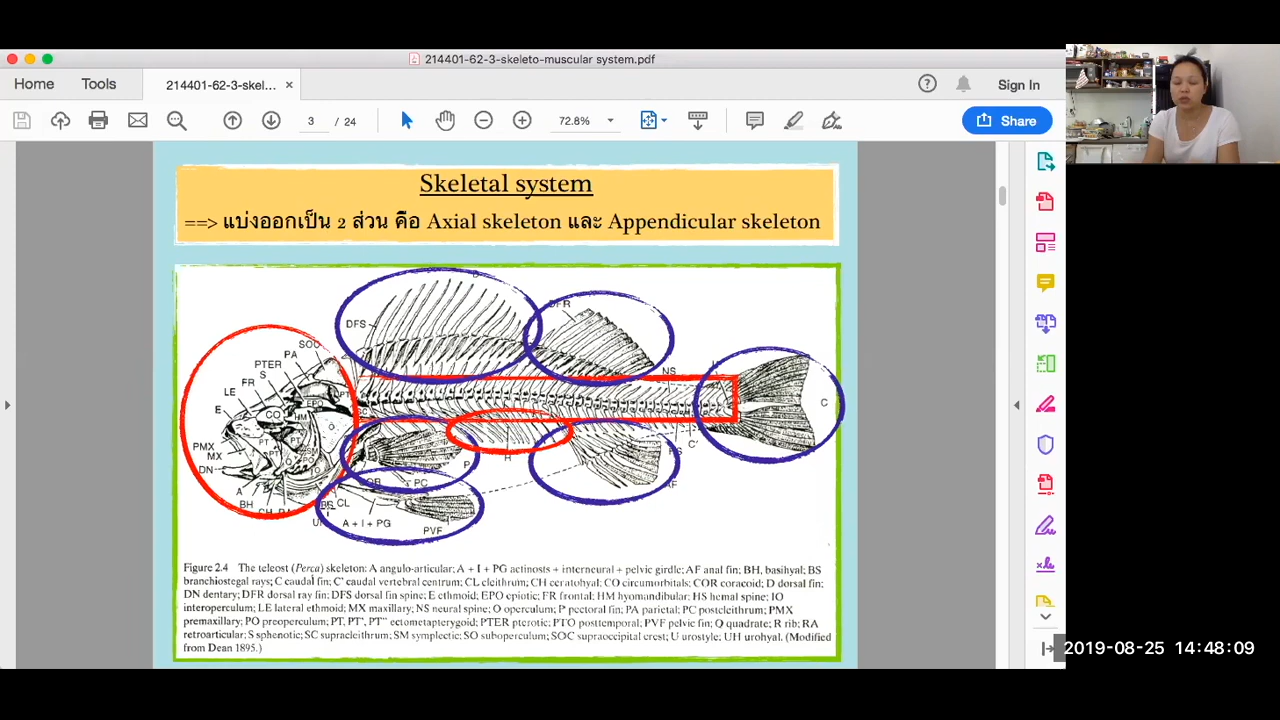 214401-62-3-skeleto-muscular system.pdf
Home Tools 214401-62-3-skel... × Sign In
3 / 24 72.8% Share
Skeletal system
==> แบ่งออกเป็น 2 ส่วน คือ Axial skeleton และ Appendicular skeleton
D
DFS DFR
SOC
PA
PTER
S
FR
LE
E
NS
CO HM EPO PT SC
C
PMX
MX
DN
PT PT
C'
P H
PC
A
BH CH
BS CL
A + I + PG
PVF
Figure 2.4 The teleost (Perca) skeleton: A angulo-articular; A + I + PG actinosts + interneural + pelvic girdle; AF anal fin; BH, basihyal; BS
branchiostegal rays; C caudal fin; C' caudal vertebral centrum; CL cleithrum; CH ceratohyal; CO circumorbitals; COR coracoid; D dorsal fin;
DN dentary; DFR dorsal ray fin; DFS dorsal fin spine; E ethmoid; EPO epiotic; FR frontal; HM hyomandibular; HS hemal spine; IO
interoperculum; LE lateral ethmoid; MX maxillary; NS neural spine; O operculum; P pectoral fin; PA parietal; PC postcleithrum; PMX
premaxillary; PO preoperculum; PT, PT', PT'' ectometapterygoid; PTER pterotic; PTO posttemporal; PVF pelvic fin; Q quadrate; R rib; RA
retroarticular; S sphenotic; SC supracleithrum; SM symplectic; SO suboperculum; SOC supraoccipital crest; U urostyle; UH urohyal. (Modified
from Dean 1895.)
2019-08-25 14:48:09